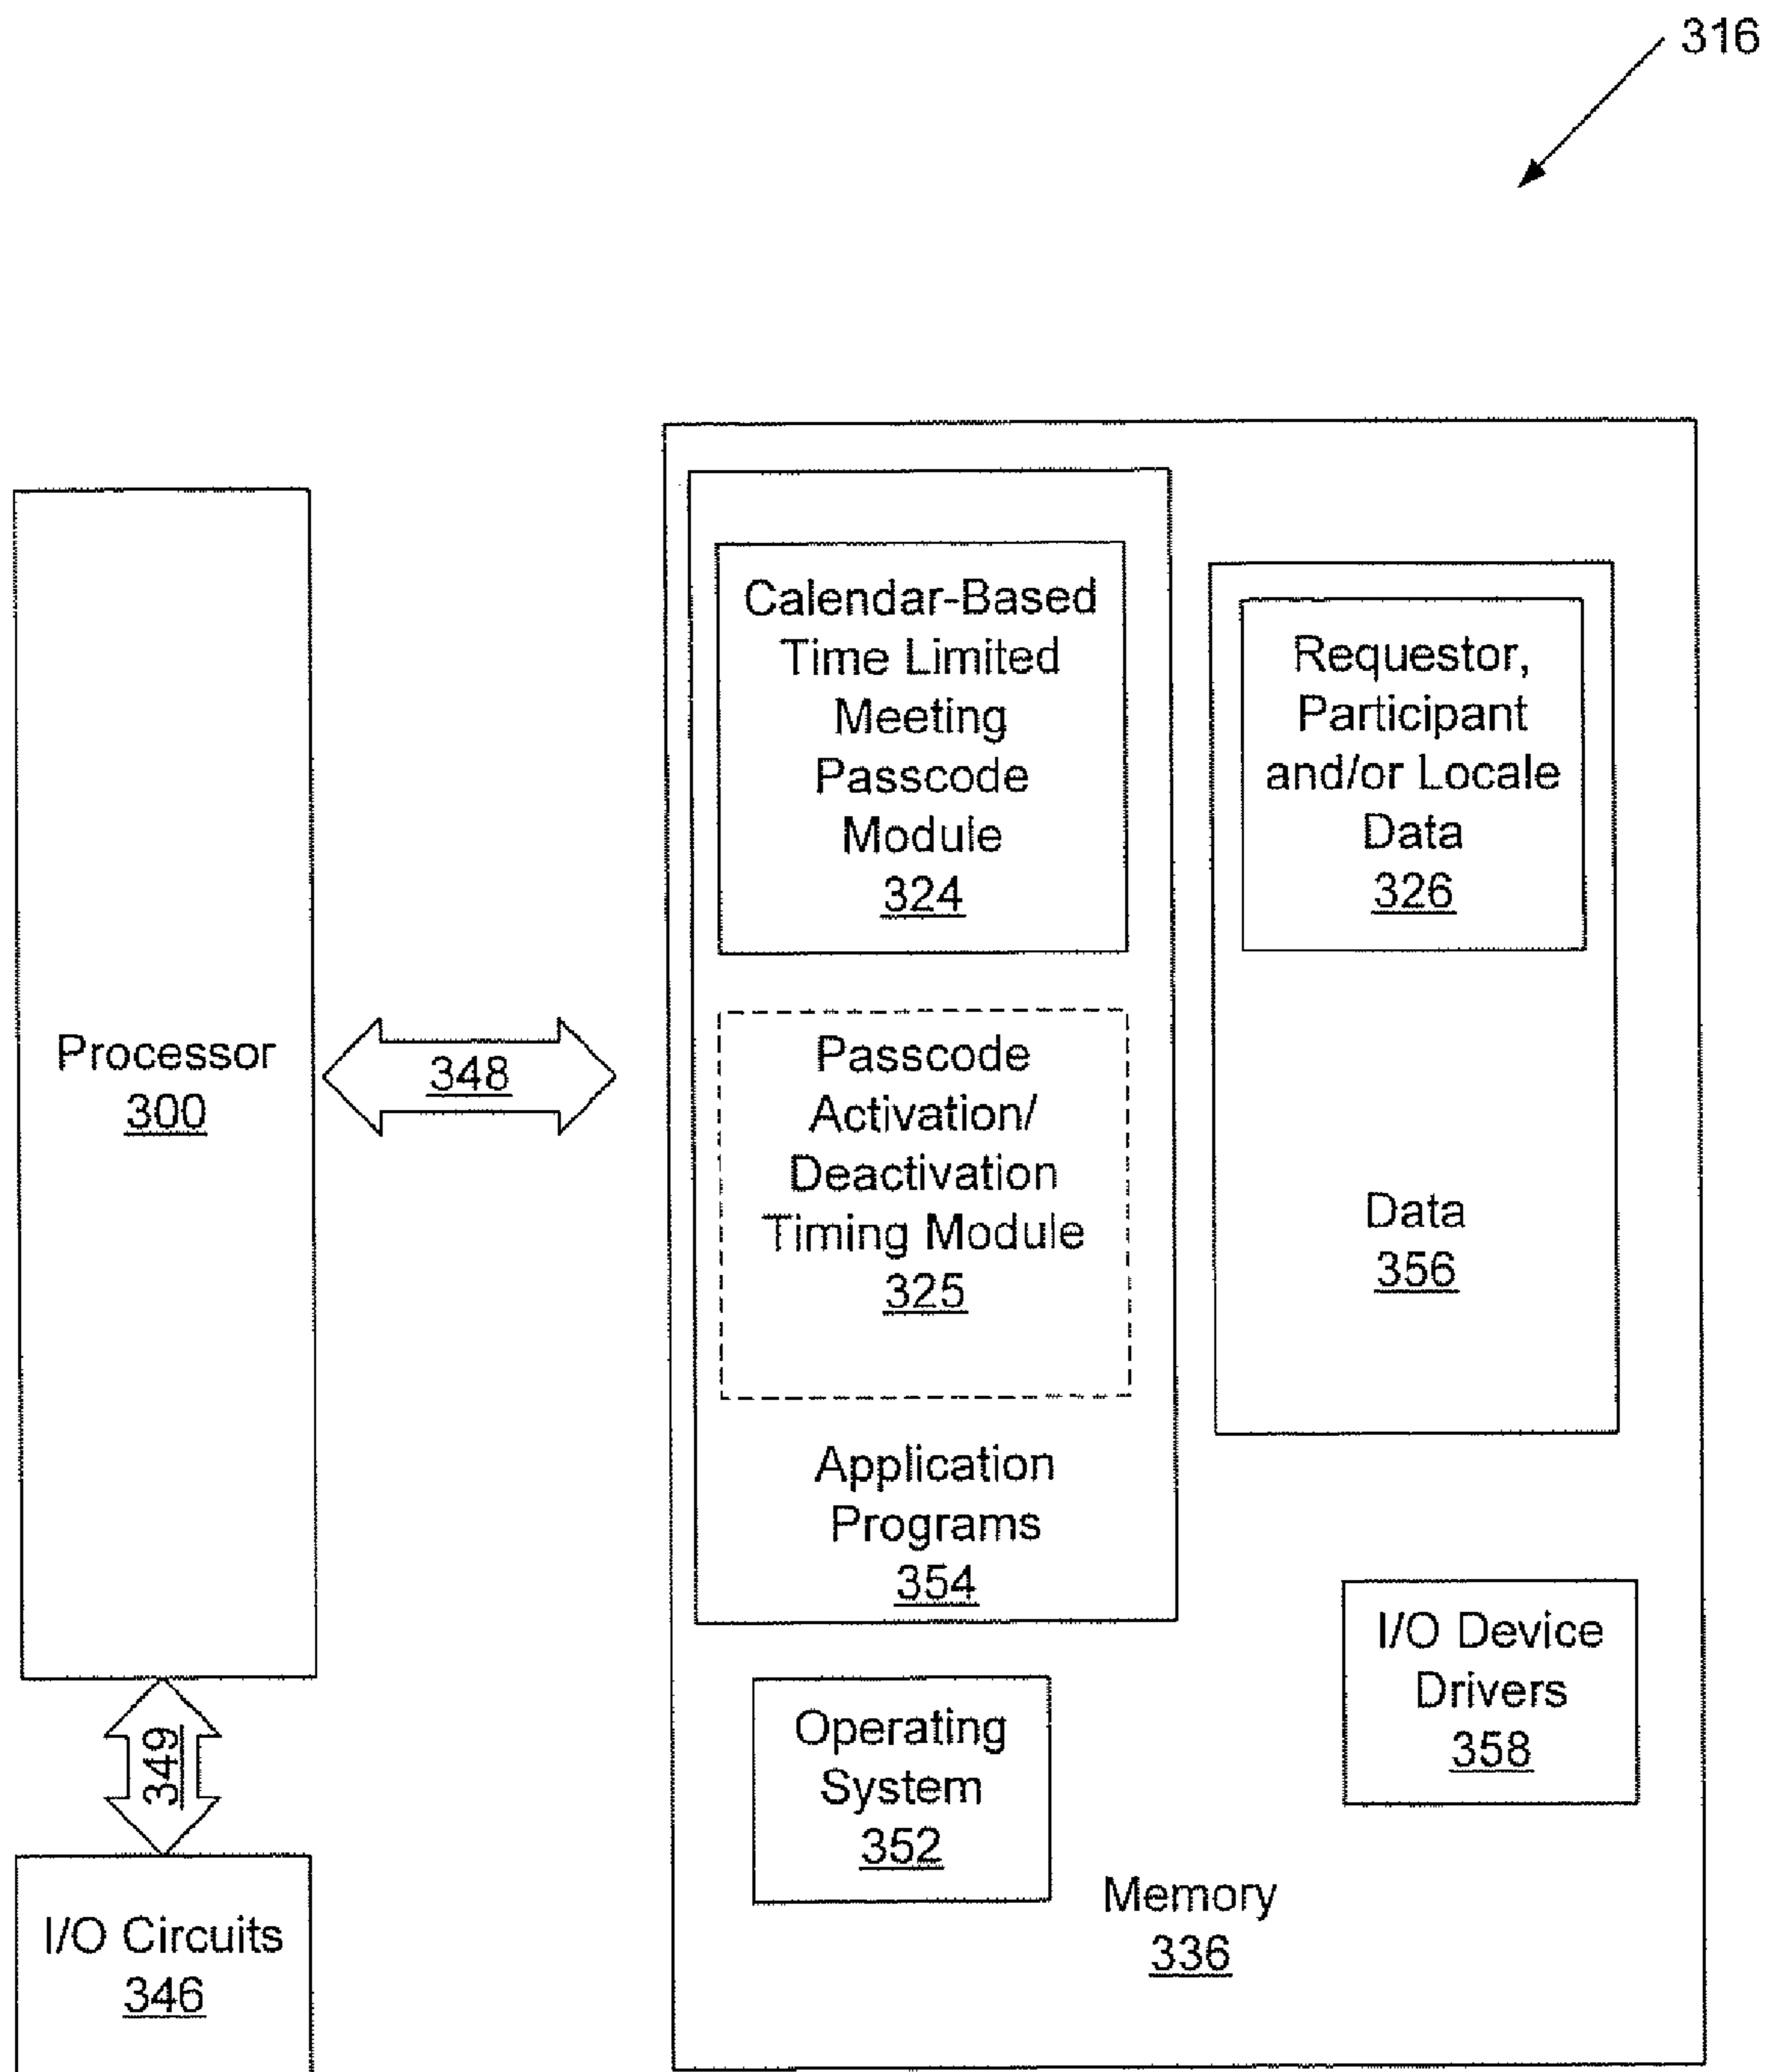 316
Calendar-Based
Time Limited
Meeting
Passcode
Module
324
Requestor,
Participant
and/or Locale
Data
326
Processor
300
348
Passcode
Activation/
Deactivation
Timing Module
325
Data
356
Application
Programs
354
I/O Device
Drivers
358
Operating
System
352
349
Memory
336
I/O Circuits
346